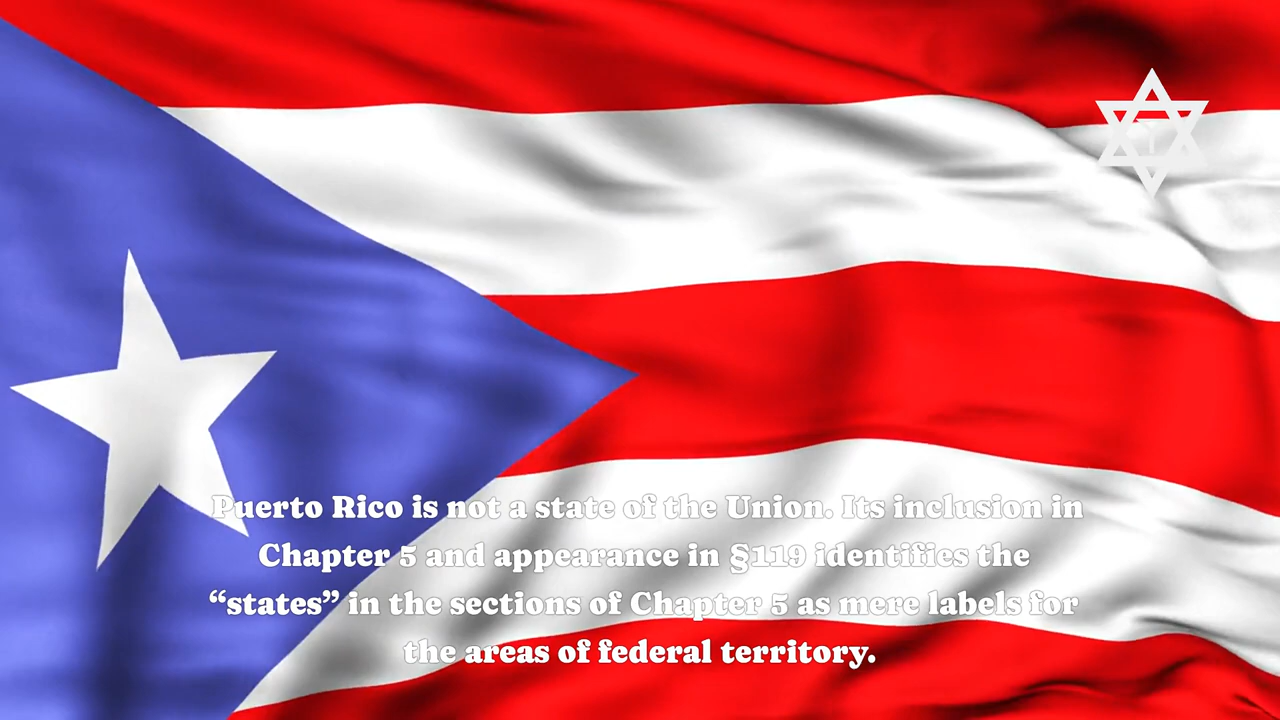 Puerto Rico is not a state of the Union. Its inclusion in
Chapter 5 and appearance in §119 identifies the
“states” in the sections of Chapter 5 as mere labels for
the areas of federal territory.